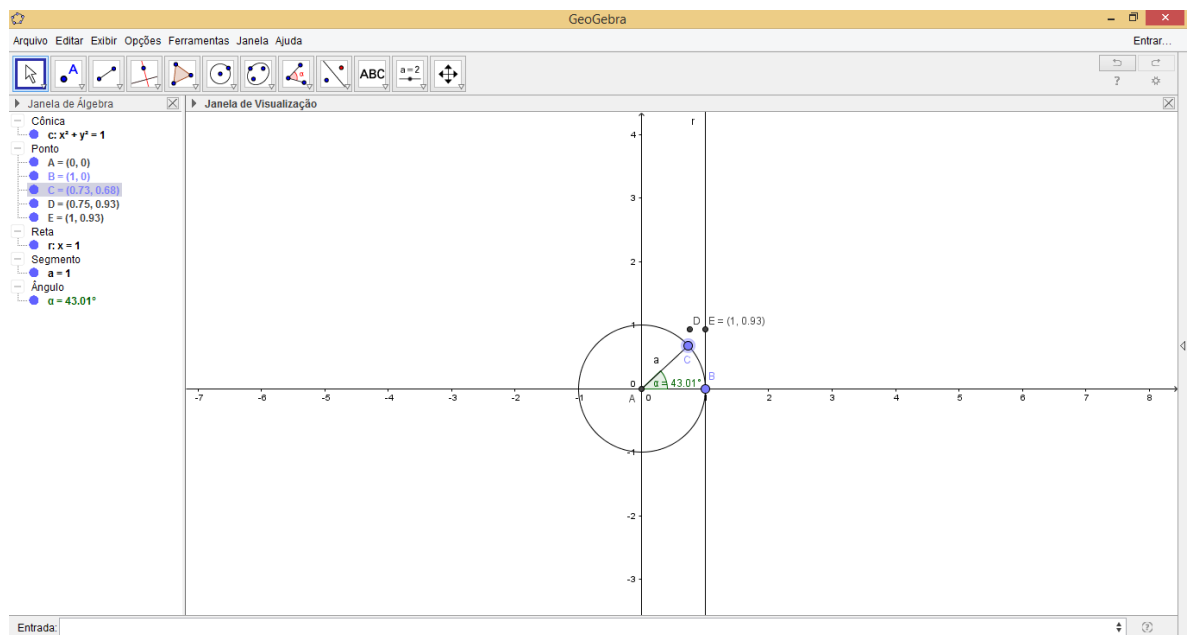 GeoGebra
Arquivo Editar Exibir Opções Ferramentas Janela Ajuda
Entrar...
A
α
ABC
a=2
?
Janela de Álgebra
Janela de Visualização
Cônica
c: x² + y² = 1
Ponto
A = (0, 0)
B = (1, 0)
C = (0.73, 0.68)
D = (0.75, 0.93)
E = (1, 0.93)
Reta
r: x = 1
Segmento
a = 1
Ângulo
α = 43.01°
r
4
3
2
1
D
E = (1, 0.93)
a
C
B
0
α = 43.01°
A
-7 -6 -5 -4 -3 -2 -1 0 1 2 3 4 5 6 7 8
-1
-2
-3
Entrada:
?